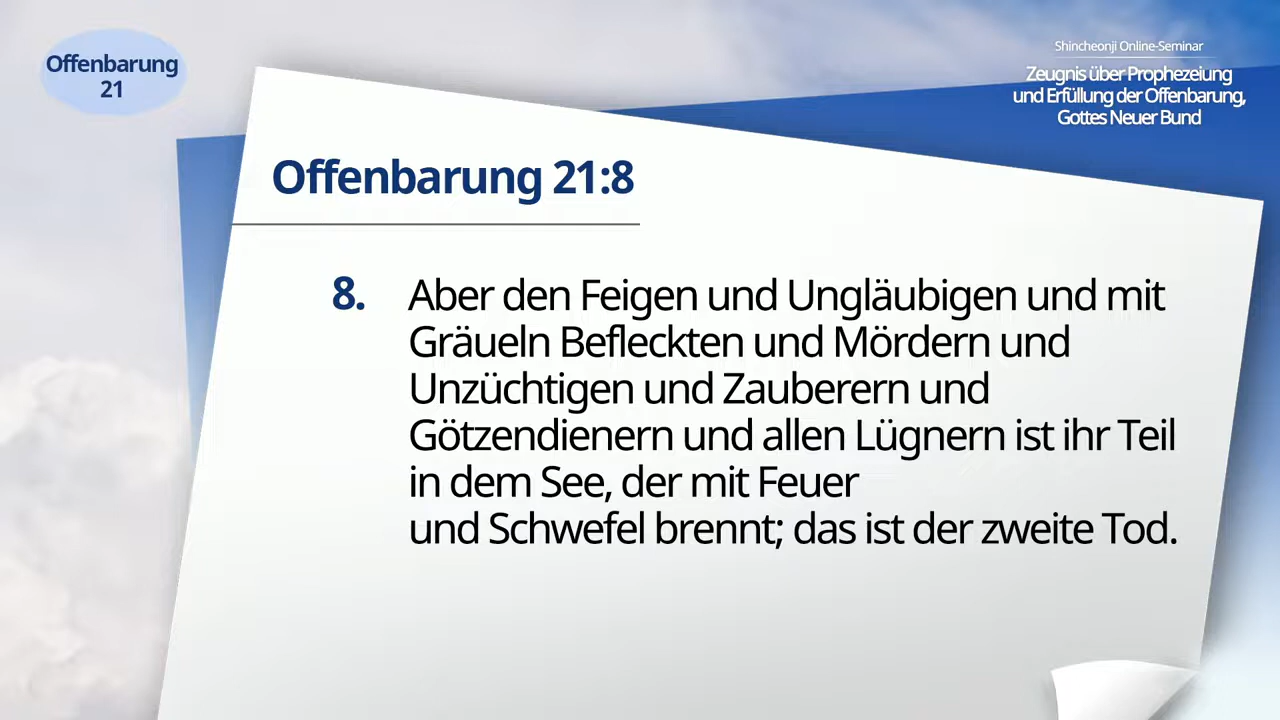 Offenbarung
21
Shincheonji Online-Seminar
Zeugnis über Prophezeiung
und Erfüllung der Offenbarung,
Gottes Neuer Bund
Offenbarung 21:8
8. Aber den Feigen und Ungläubigen und mit
Gräueln Befleckten und Mördern und
Unzüchtigen und Zauberern und
Götzendienern und allen Lügnern ist ihr Teil
in dem See, der mit Feuer
und Schwefel brennt; das ist der zweite Tod.